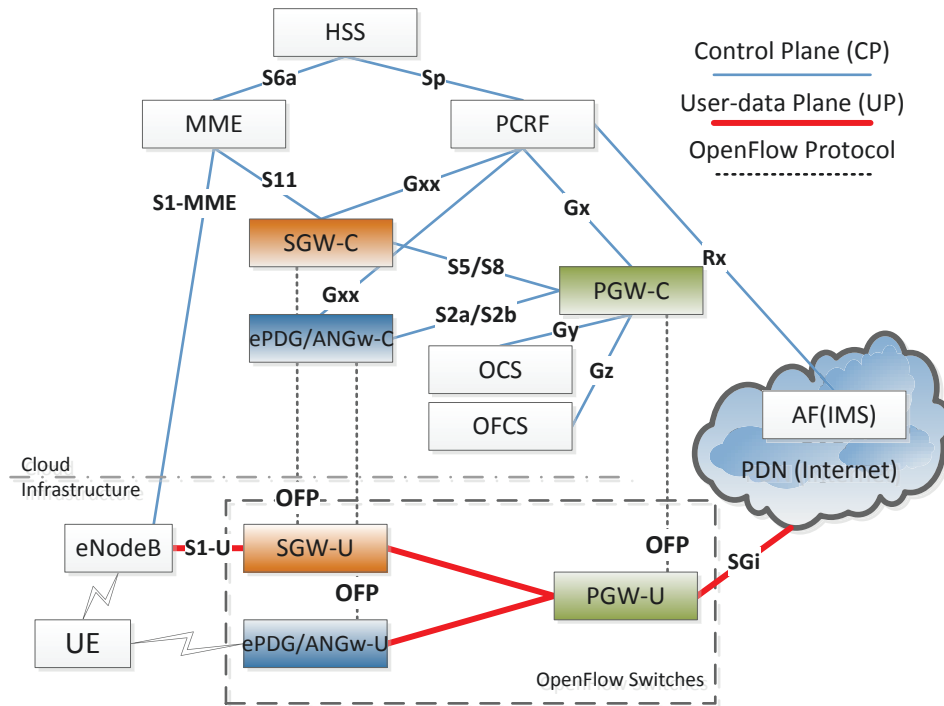 HSS
Control Plane (CP)
S6a
Sp
User-data Plane (UP)
MME
PCRF
OpenFlow Protocol
S11
Gxx
S1-MME
Gx
SGW-C
Rx
S5/S8
Gxx
PGW-C
S2a/S2b
ePDG/ANGw-C
Gy
OCS
Gz
OFCS
AF(IMS)
PDN (Internet)
Cloud
Infrastructure
OFP
eNodeB
S1-U
SGW-U
OFP
SGi
OFP
PGW-U
UE
ePDG/ANGw-U
OpenFlow Switches